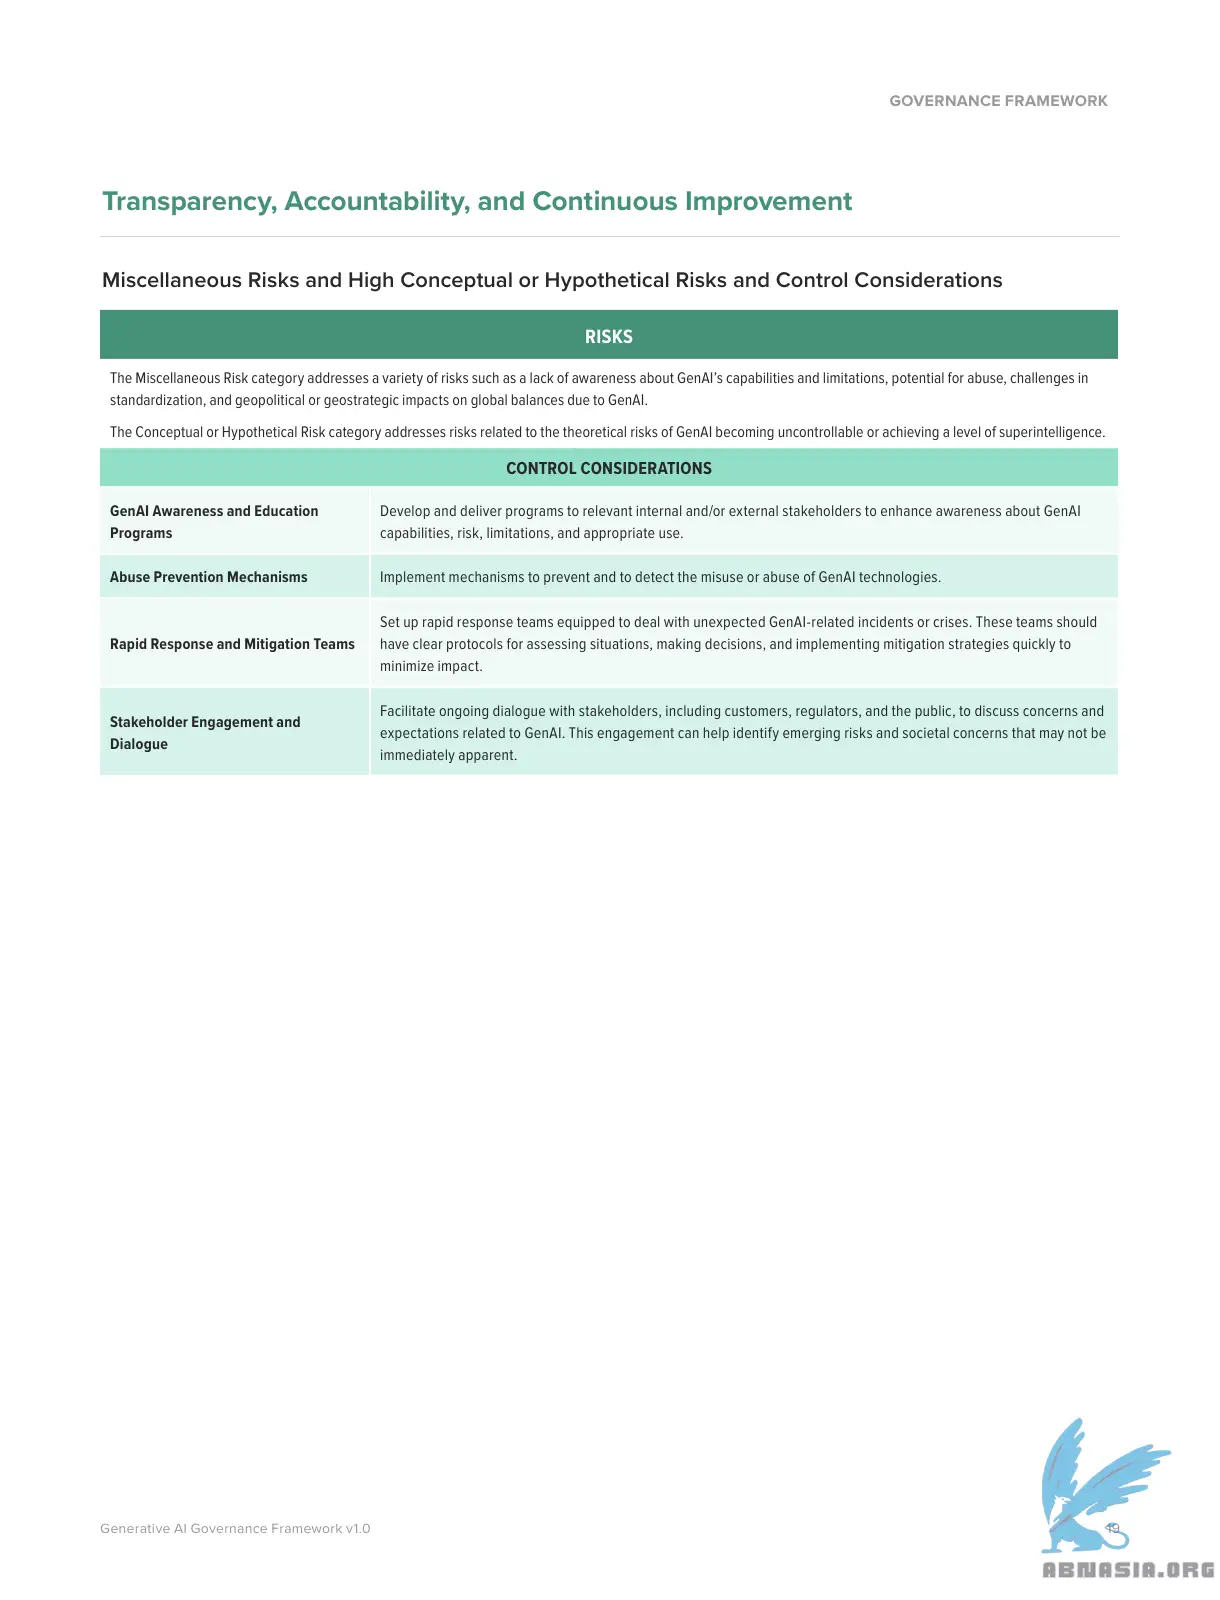 GOVERNANCE FRAMEWORK
Transparency, Accountability, and Continuous Improvement
Miscellaneous Risks and High Conceptual or Hypothetical Risks and Control Considerations
RISKS
The Miscellaneous Risk category addresses a variety of risks such as a lack of awareness about GenAI’s capabilities and limitations, potential for abuse, challenges in
standardization, and geopolitical or geostrategic impacts on global balances due to GenAI.
The Conceptual or Hypothetical Risk category addresses risks related to the theoretical risks of GenAI becoming uncontrollable or achieving a level of superintelligence.
CONTROL CONSIDERATIONS
GenAI Awareness and Education
Programs
Develop and deliver programs to relevant internal and/or external stakeholders to enhance awareness about GenAI
capabilities, risk, limitations, and appropriate use.
Abuse Prevention Mechanisms
Implement mechanisms to prevent and to detect the misuse or abuse of GenAI technologies.
Rapid Response and Mitigation Teams
Set up rapid response teams equipped to deal with unexpected GenAI-related incidents or crises. These teams should
have clear protocols for assessing situations, making decisions, and implementing mitigation strategies quickly to
minimize impact.
Stakeholder Engagement and
Dialogue
Facilitate ongoing dialogue with stakeholders, including customers, regulators, and the public, to discuss concerns and
expectations related to GenAI. This engagement can help identify emerging risks and societal concerns that may not be
immediately apparent.
Generative AI Governance Framework v1.0
19
ABNASIA.ORG